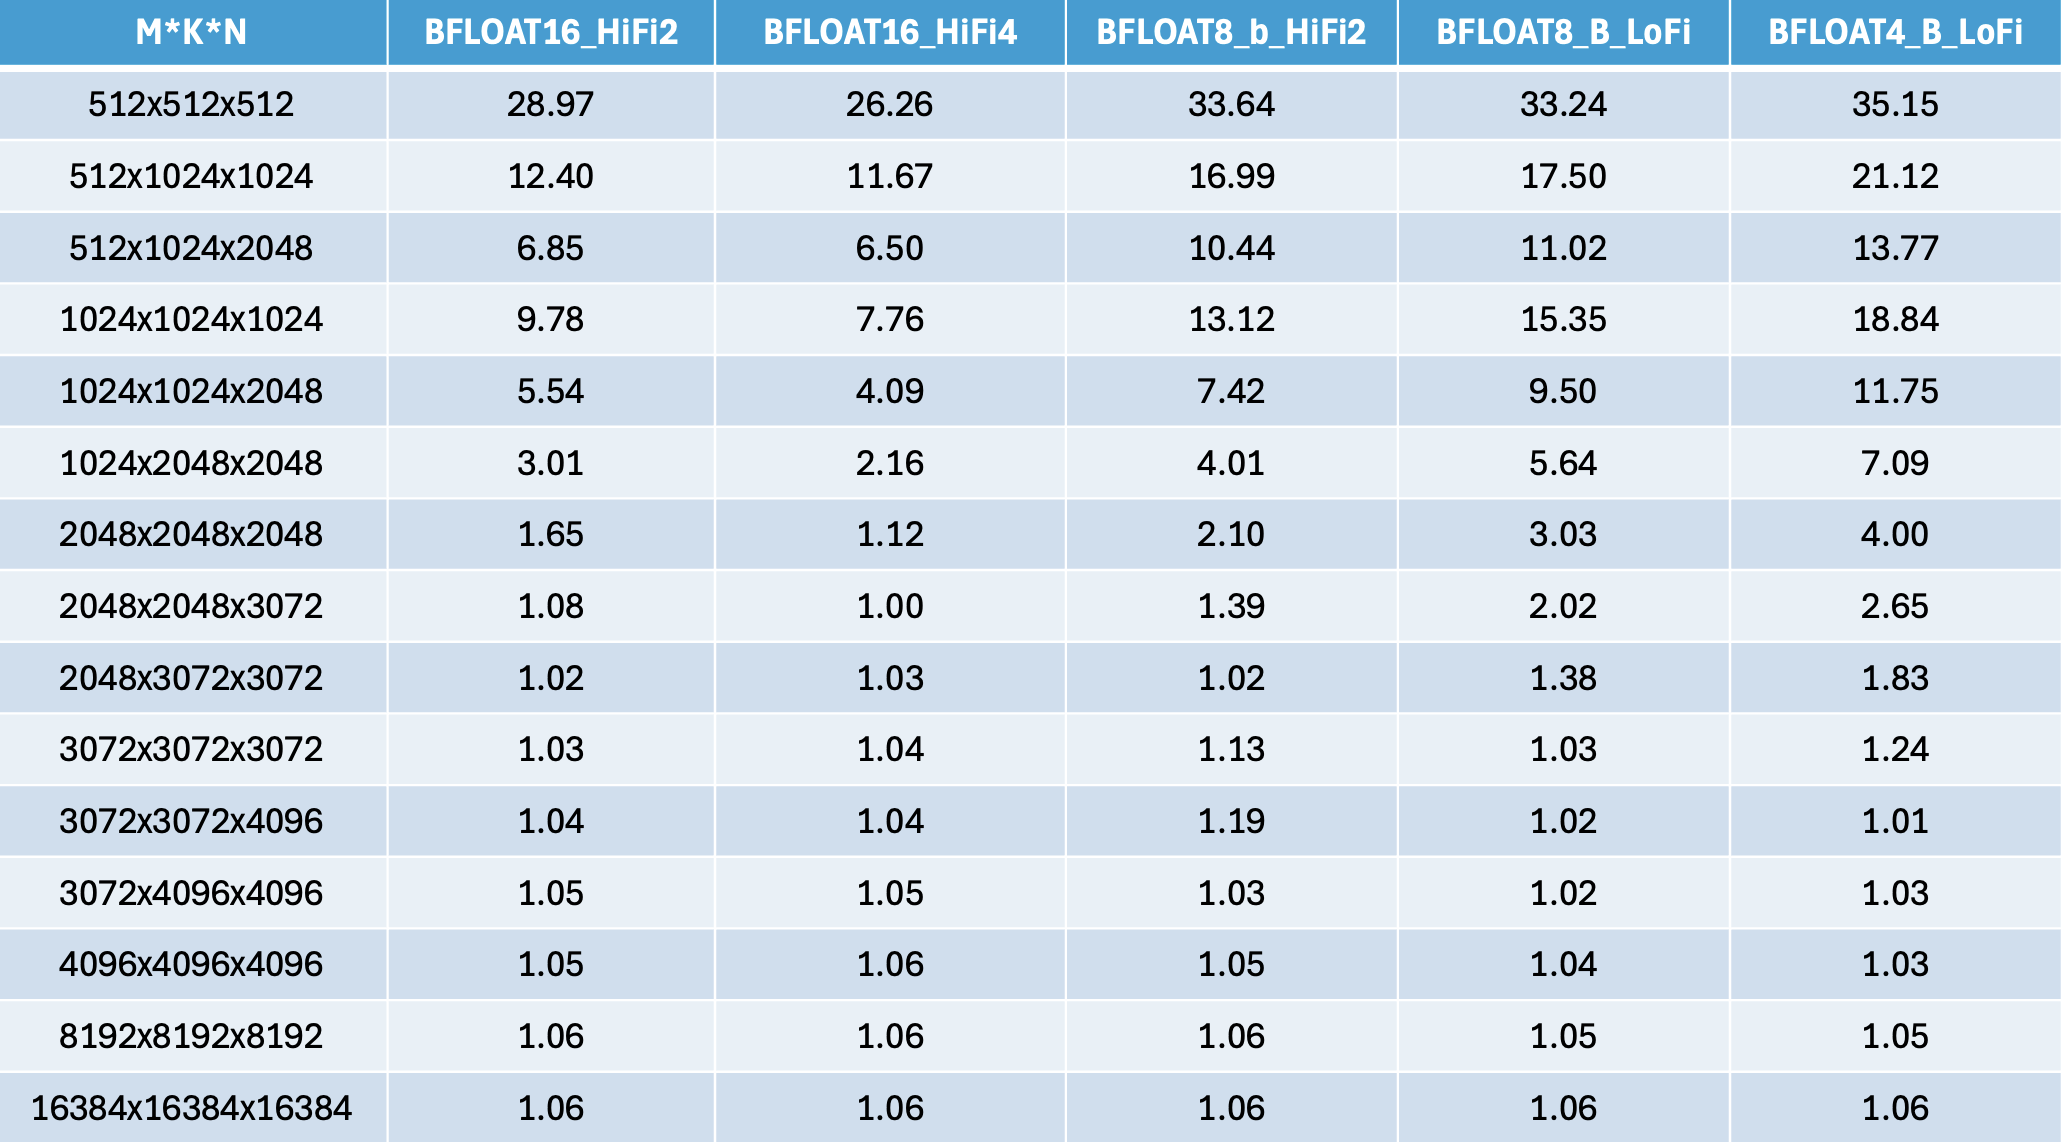 M*K*N BFLOAT16_HiFi2 BFLOAT16_HiFi4 BFLOAT8_b_HiFi2 BFLOAT8_B_LoFi BFLOAT4_B_LoFi
512x512x512 28.97 26.26 33.64 33.24 35.15
512x1024x1024 12.40 11.67 16.99 17.50 21.12
512x1024x2048 6.85 6.50 10.44 11.02 13.77
1024x1024x1024 9.78 7.76 13.12 15.35 18.84
1024x1024x2048 5.54 4.09 7.42 9.50 11.75
1024x2048x2048 3.01 2.16 4.01 5.64 7.09
2048x2048x2048 1.65 1.12 2.10 3.03 4.00
2048x2048x3072 1.08 1.00 1.39 2.02 2.65
2048x3072x3072 1.02 1.03 1.02 1.38 1.83
3072x3072x3072 1.03 1.04 1.13 1.03 1.24
3072x3072x4096 1.04 1.04 1.19 1.02 1.01
3072x4096x4096 1.05 1.05 1.03 1.02 1.03
4096x4096x4096 1.05 1.06 1.05 1.04 1.03
8192x8192x8192 1.06 1.06 1.06 1.05 1.05
16384x16384x16384 1.06 1.06 1.06 1.06 1.06